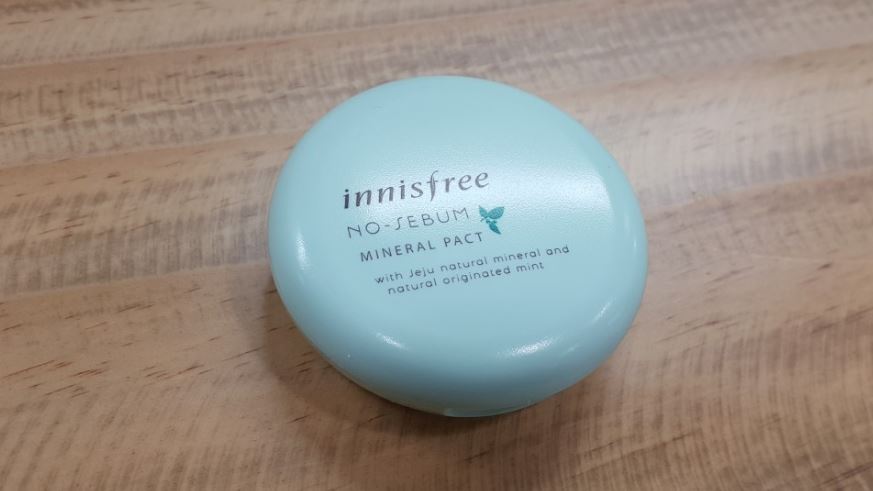 innisfree
NO-SEBUM
MINERAL PACT
with Jeju natural mineral and
natural originated mint